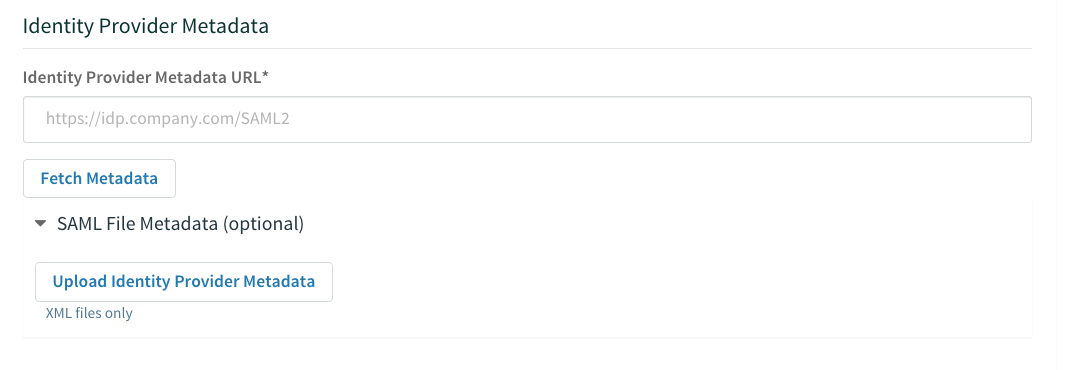 Identity Provider Metadata
Identity Provider Metadata URL*
https://idp.company.com/SAML2
Fetch Metadata
SAML File Metadata (optional)
Upload Identity Provider Metadata
XML files only